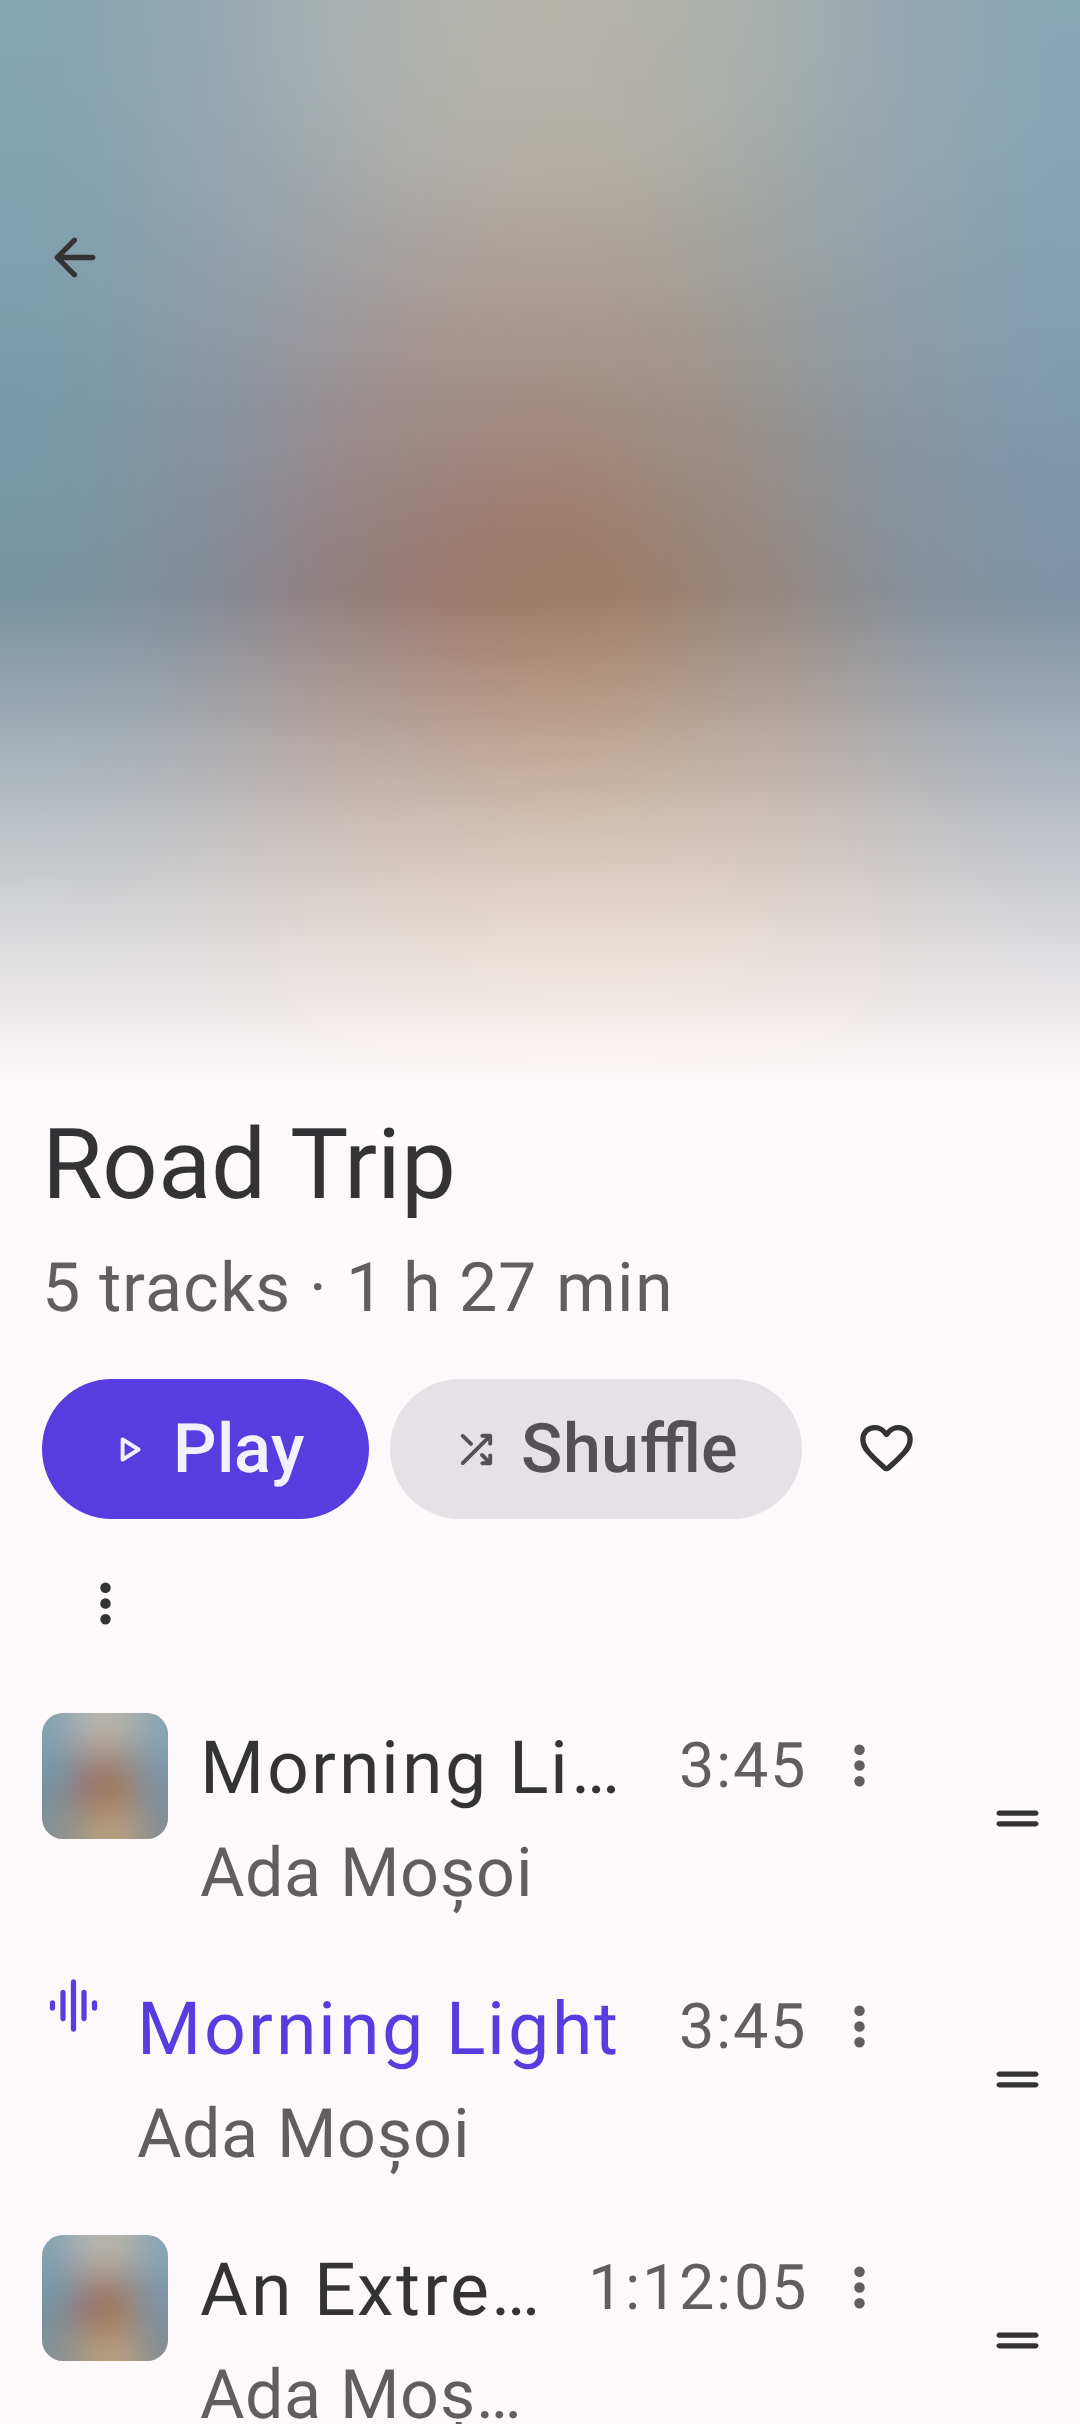 Road Trip
5 tracks · 1 h 27 min
Play
Shuffle
Morning Li… 3:45
Ada Moșoi
Morning Light 3:45
Ada Moșoi
An Extre… 1:12:05
Ada Moș…